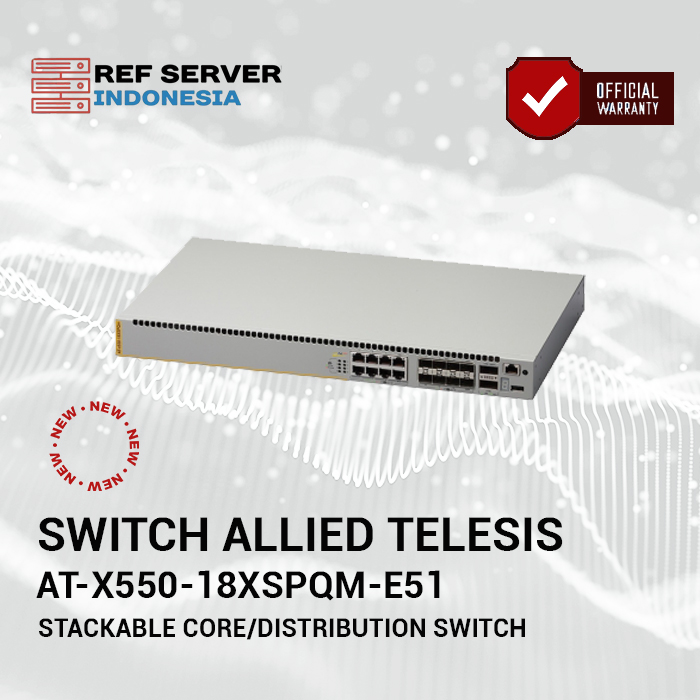 REF SERVER
INDONESIA
OFFICIAL
WARRANTY
NEW • NEW • NEW • NEW • NEW •
SWITCH ALLIED TELESIS
AT-X550-18XSPQM-E51
STACKABLE CORE/DISTRIBUTION SWITCH